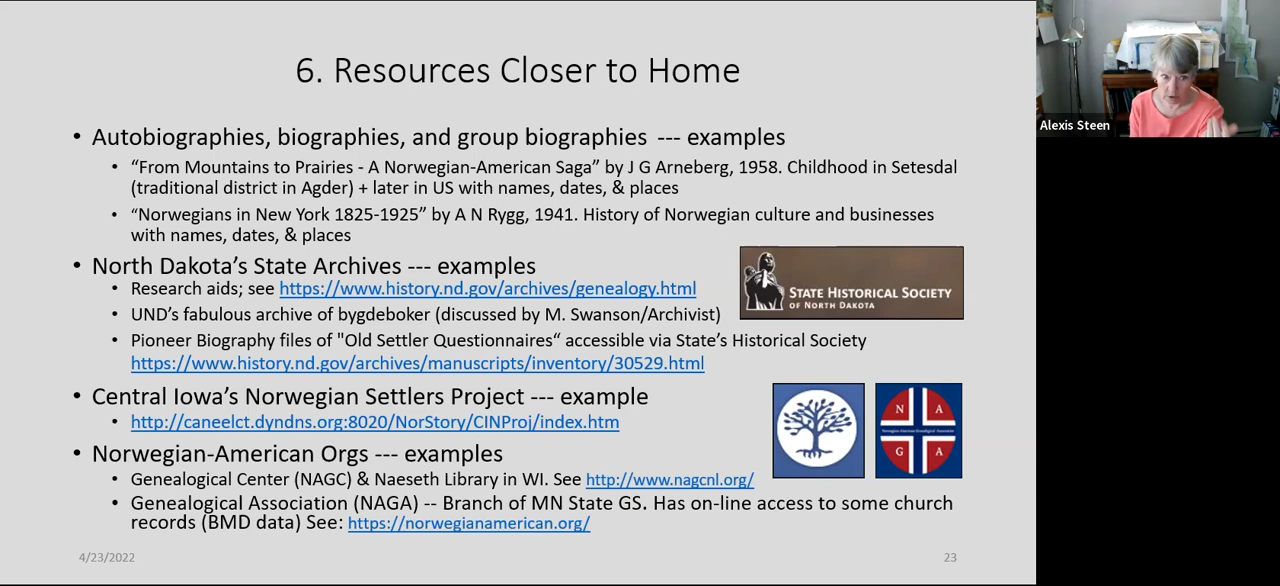 6. Resources Closer to Home
Alexis Steen
• Autobiographies, biographies, and group biographies --- examples
• “From Mountains to Prairies - A Norwegian-American Saga” by J G Arneberg, 1958. Childhood in Setesdal
(traditional district in Agder) + later in US with names, dates, & places
• “Norwegians in New York 1825-1925” by A N Rygg, 1941. History of Norwegian culture and businesses
with names, dates, & places
• North Dakota’s State Archives --- examples
• Research aids; see https://www.history.nd.gov/archives/genealogy.html
STATE HISTORICAL SOCIETY
OF NORTH DAKOTA
• UND’s fabulous archive of bygdeboker (discussed by M. Swanson/Archivist)
• Pioneer Biography files of "Old Settler Questionnaires“ accessible via State’s Historical Society
https://www.history.nd.gov/archives/manuscripts/inventory/30529.html
• Central Iowa’s Norwegian Settlers Project --- example
• http://caneelct.dyndns.org:8020/NorStory/CINProj/index.htm
N A
Norwegian-American Genealogical Association
G A
• Norwegian-American Orgs --- examples
• Genealogical Center (NAGC) & Naeseth Library in WI. See http://www.nagcnl.org/
• Genealogical Association (NAGA) -- Branch of MN State GS. Has on-line access to some church
records (BMD data) See: https://norwegianamerican.org/
4/23/2022
23